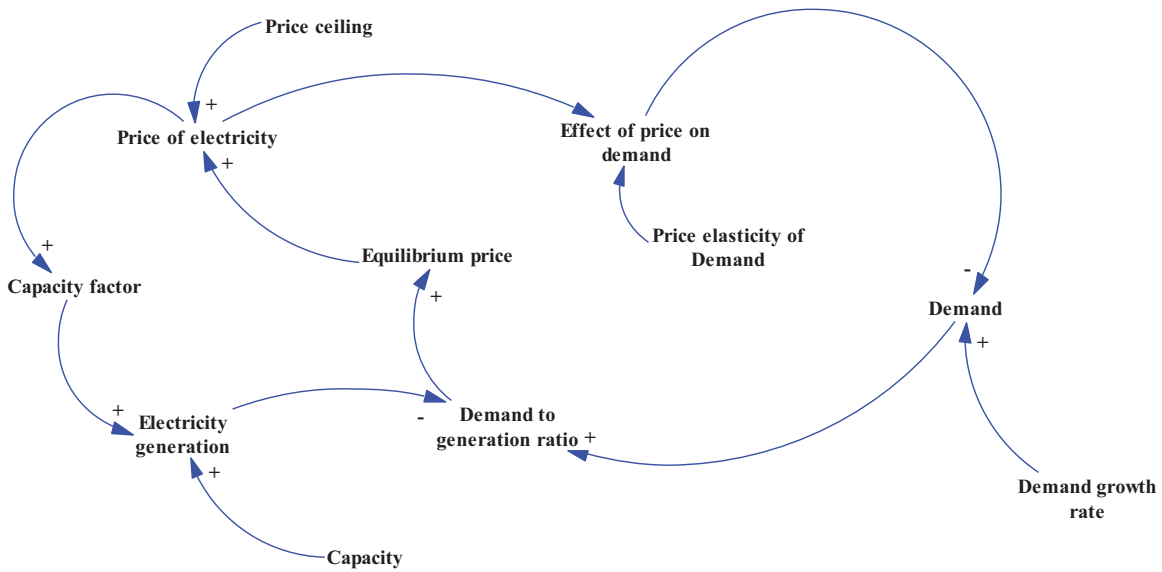 Price ceiling
+
Price of electricity
+
Effect of price on
demand
Price elasticity of
Demand
Equilibrium price
+
+
Capacity factor
-
Demand
+
+
Electricity
generation
-
Demand to
generation ratio +
+
Demand growth
rate
Capacity